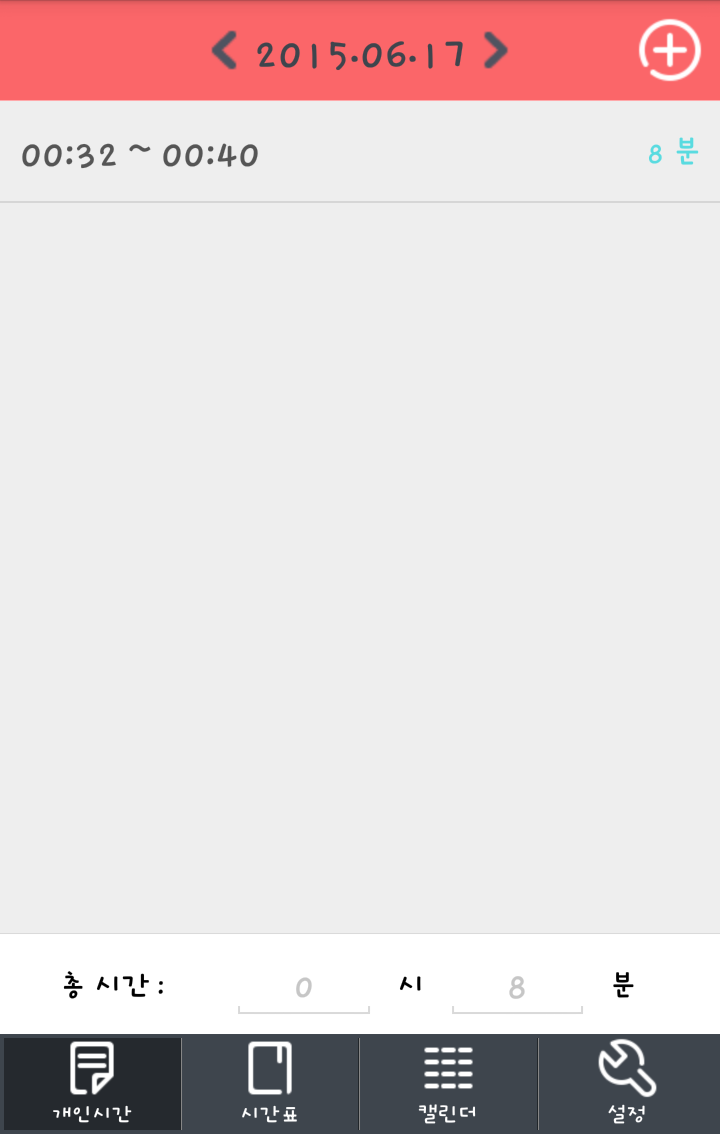 2015.06.17
00:32 ~ 00:40 8 분
총 시간 : 0 시 8 분
개인시간 시간표 캘린더 설정